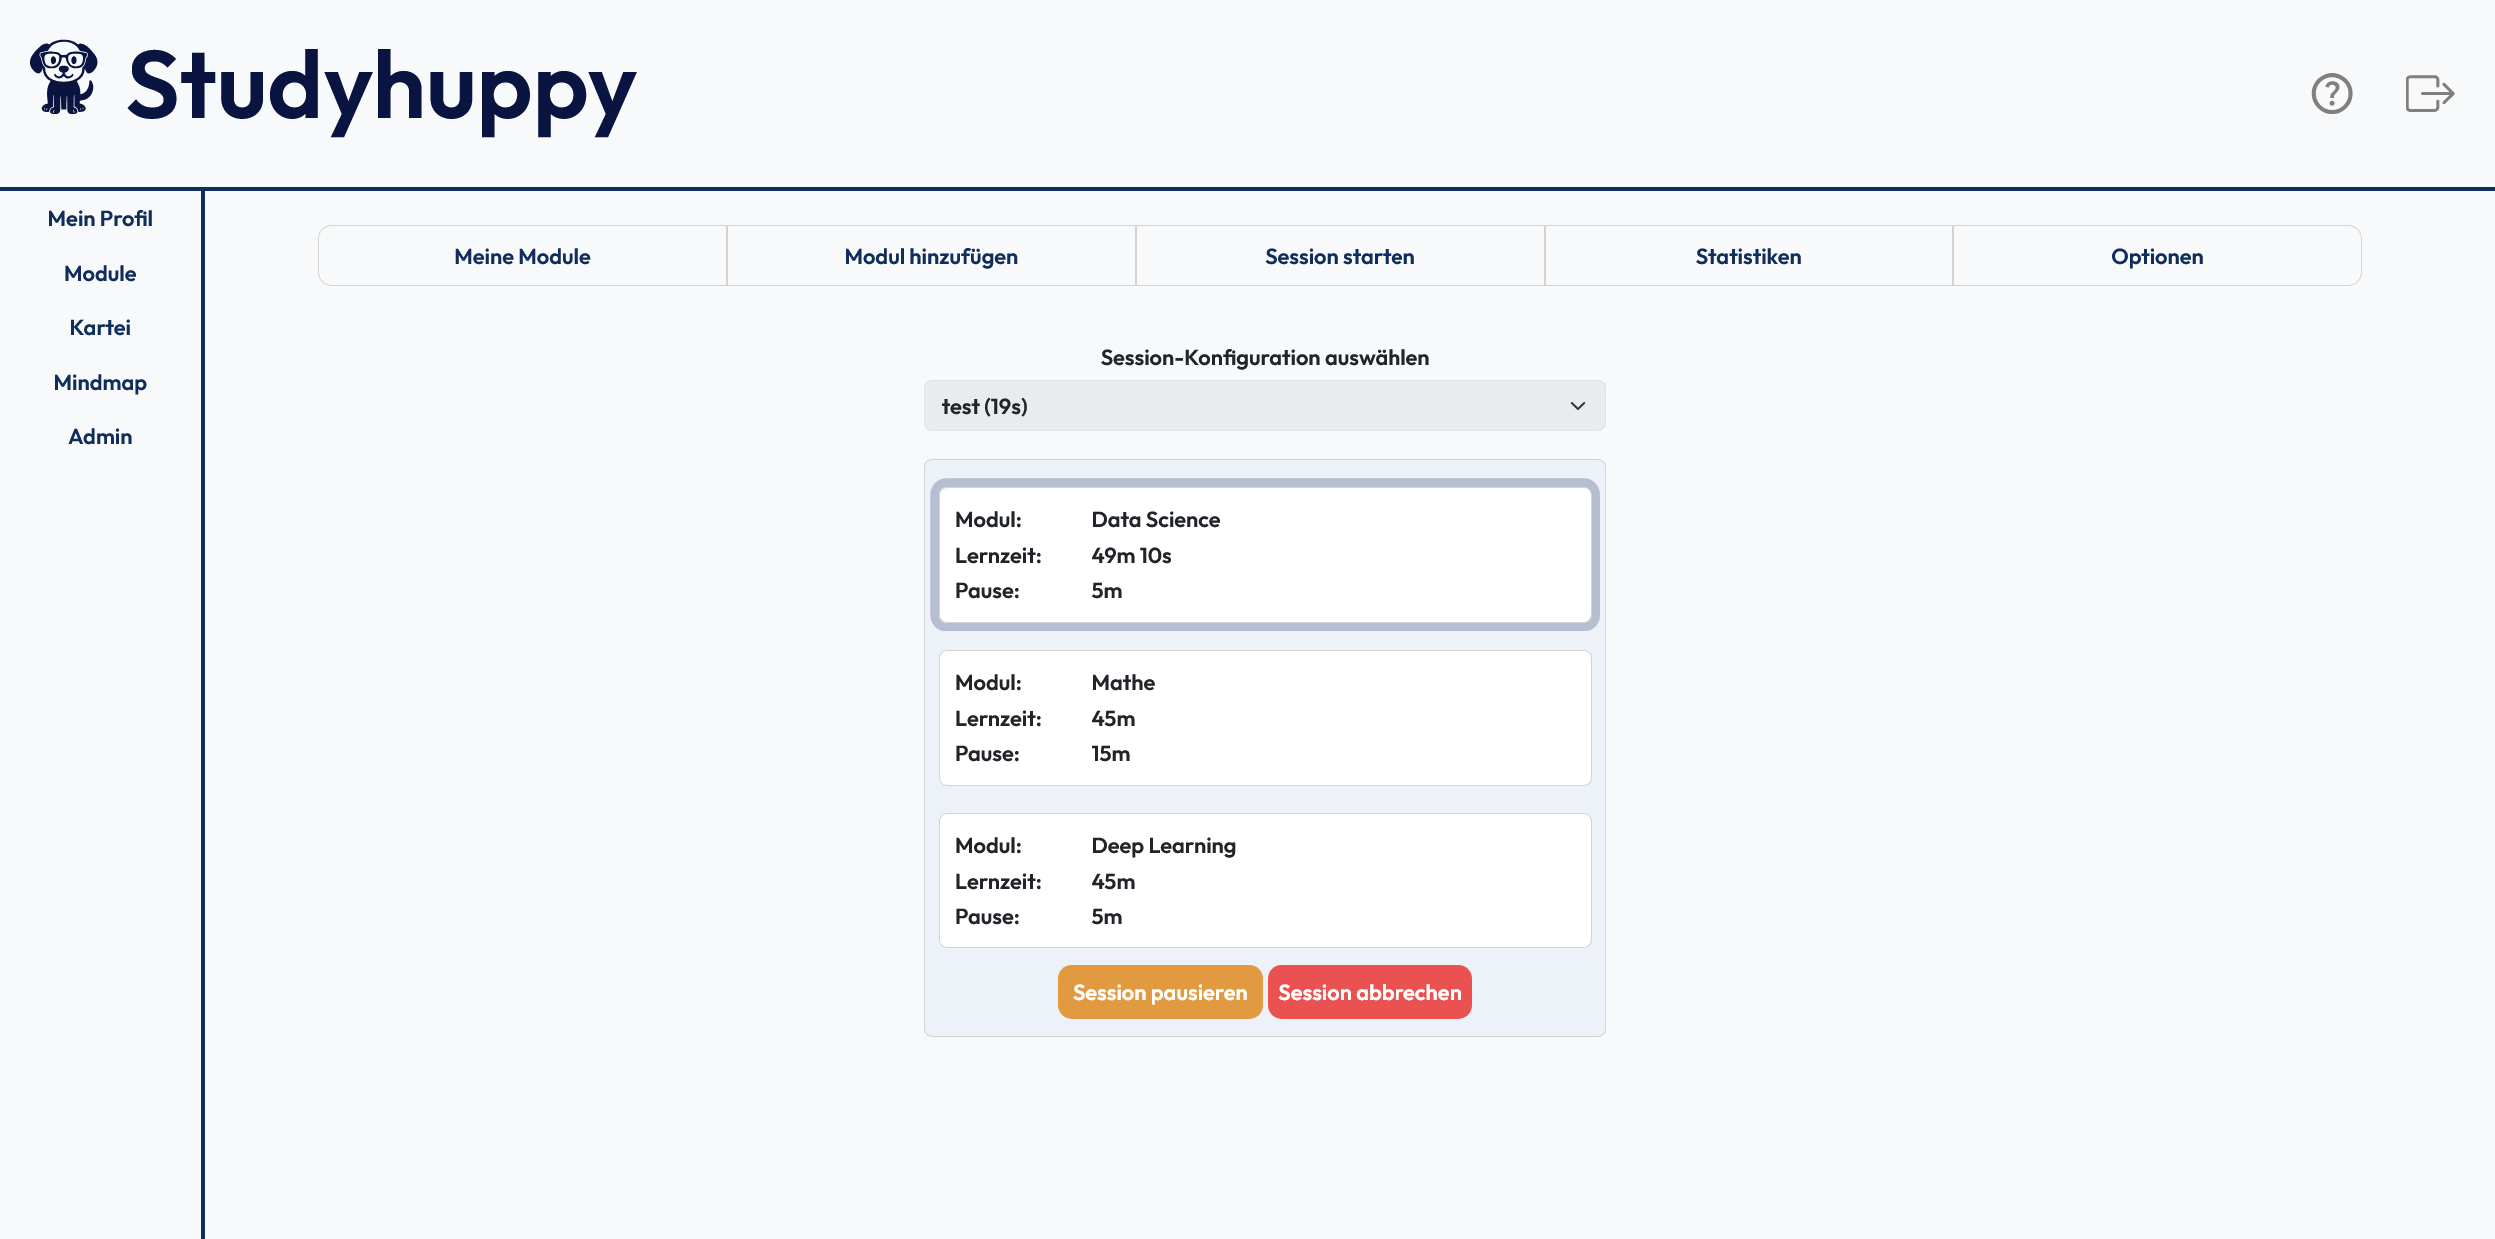 Studyhuppy
Mein Profil
Module
Kartei
Mindmap
Admin
Meine Module
Modul hinzufügen
Session starten
Statistiken
Optionen
Session-Konfiguration auswählen
test (19s)
Modul: Data Science
Lernzeit: 49m 10s
Pause: 5m
Modul: Mathe
Lernzeit: 45m
Pause: 15m
Modul: Deep Learning
Lernzeit: 45m
Pause: 5m
Session pausieren
Session abbrechen